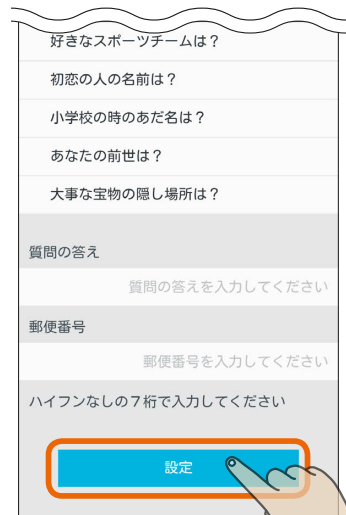 好きなスポーツチームは？
初恋の人の名前は？
小学校の時のあだ名は？
あなたの前世は？
大事な宝物の隠し場所は？
質問の答え
質問の答えを入力してください
郵便番号
郵便番号を入力してください
ハイフンなしの７桁で入力してください
設定